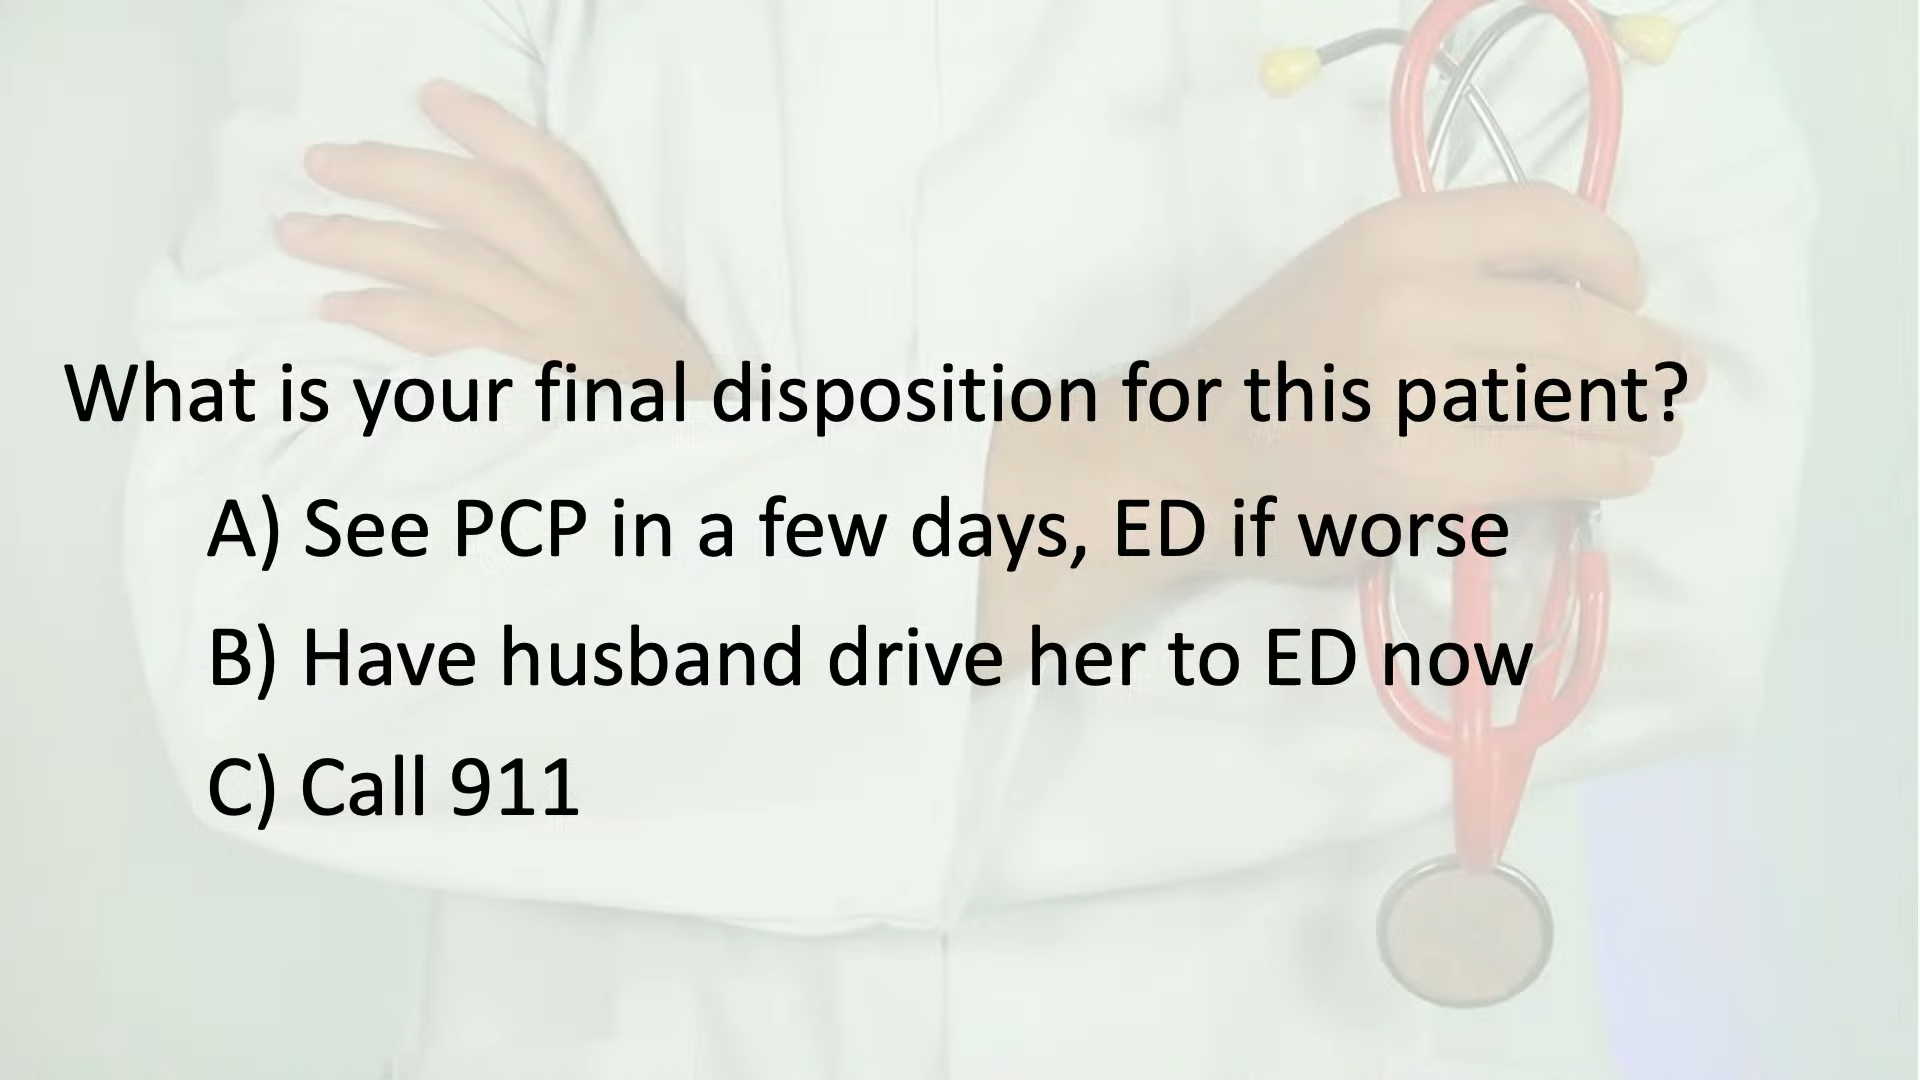 What is your final disposition for this patient?
A) See PCP in a few days, ED if worse
B) Have husband drive her to ED now
C) Call 911